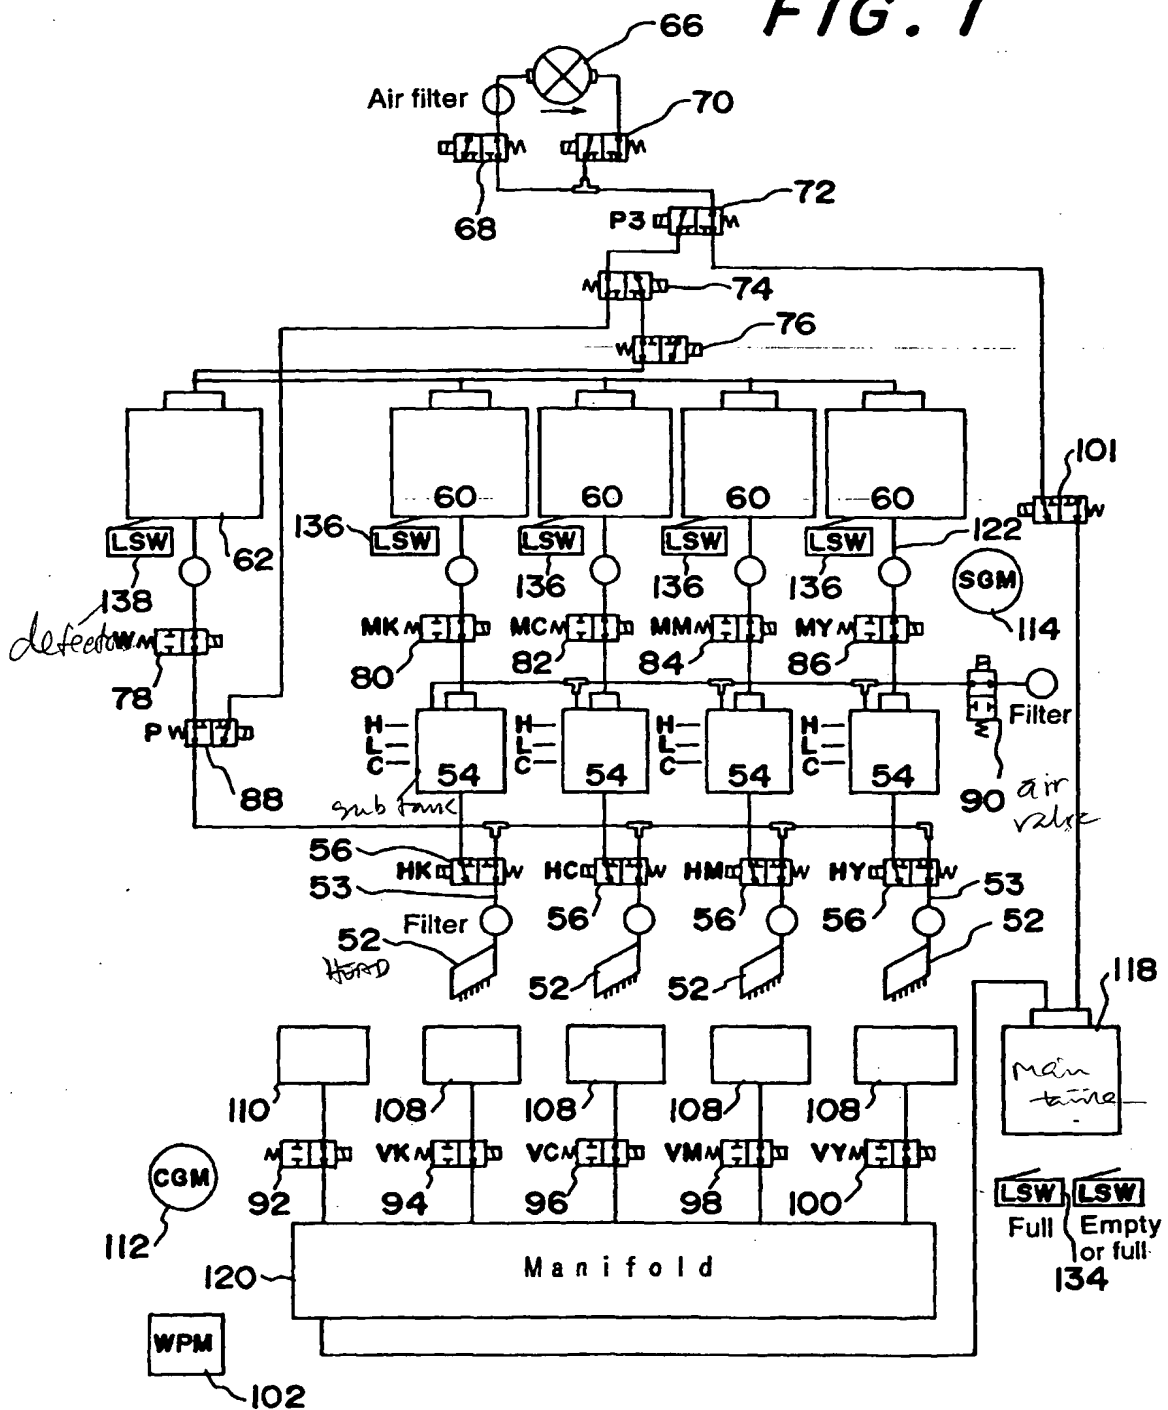 FIG. 1
66
Air filter
70
68
72
P3
74
76
60 60 60 60
101
136 LSW
LSW
LSW
LSW
122
LSW
62
136 136 136
SGM
138
114
detector
W
MK MC MM MY
78
80 82 84 86
Filter
P
H H H H
L L L L
C C C C
54 54 54 54
88
sub tank
90
air
valve
56
HK HC HM HY
53
53
56 56 56
Filter
52
52
HEAD
52 52
118
main
110 108 108 108 108
VK VC VM VY
CGM
92 94 96 98 100
LSW LSW
Full Empty
or full
112
134
120
Manifold
WPM
102